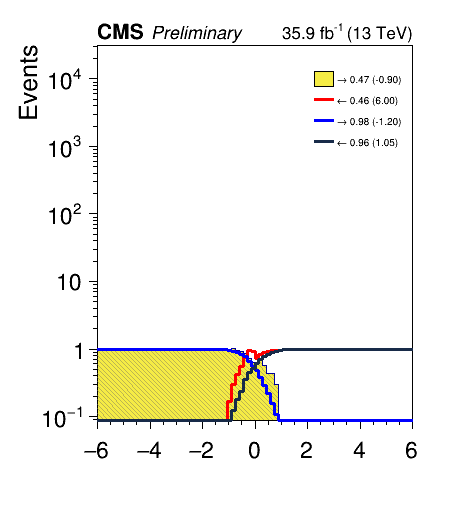 CMS Preliminary 35.9 fb⁻¹ (13 TeV)
Events
10⁴
10³
10²
10
1
10⁻¹
→ 0.47 (-0.90)
← 0.46 (6.00)
→ 0.98 (-1.20)
← 0.96 (1.05)
−6 −4 −2 0 2 4 6